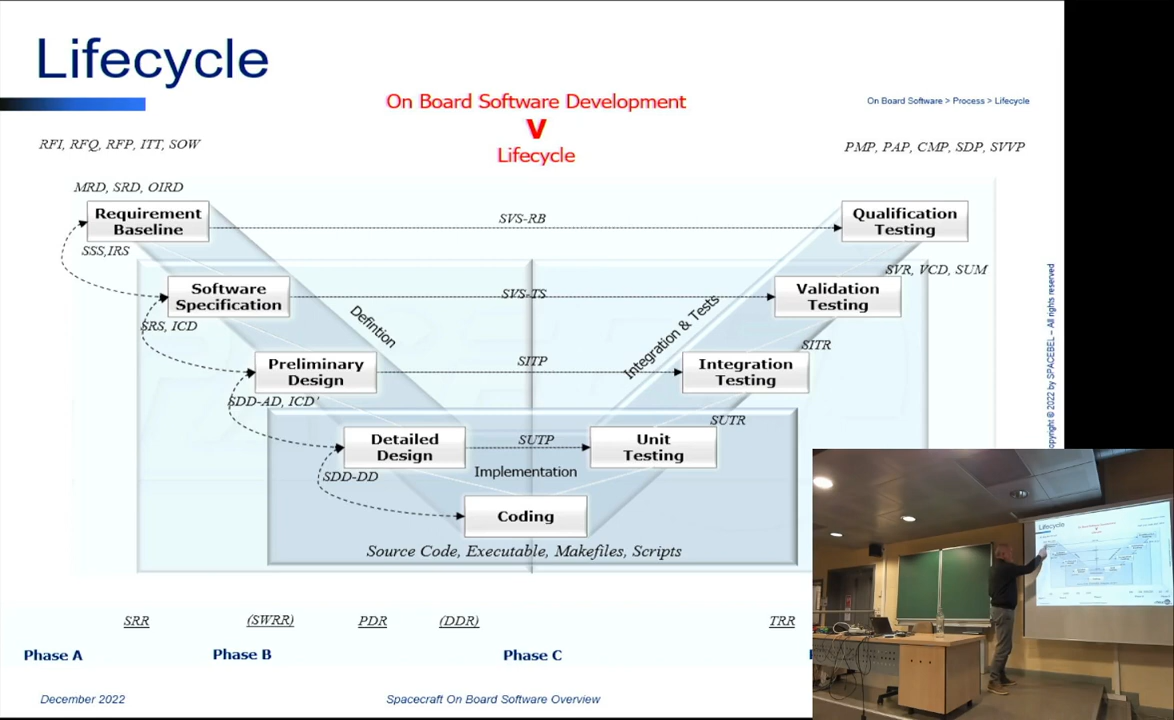 Lifecycle
On Board Software Development
V
Lifecycle
On Board Software > Process > Lifecycle
RFI, RFQ, RFP, ITT, SOW
PMP, PAP, CMP, SDP, SVVP
MRD, SRD, OIRD
Requirement
Baseline
SVS-RB
Qualification
Testing
SSS,IRS
SVR, VCD, SUM
Software
Specification
SVS-TS
Validation
Testing
SRS, ICD
Defintion
Integration & Tests
SITR
Preliminary
Design
SITP
Integration
Testing
SDD-AD, ICD'
SUTR
Detailed
Design
SUTP
Unit
Testing
Implementation
SDD-DD
Coding
Source Code, Executable, Makefiles, Scripts
2022 by SPACEBEL – All rights reserved
SRR
(SWRR)
PDR
(DDR)
TRR
Phase A
Phase B
Phase C
December 2022
Spacecraft On Board Software Overview
Lifecycle